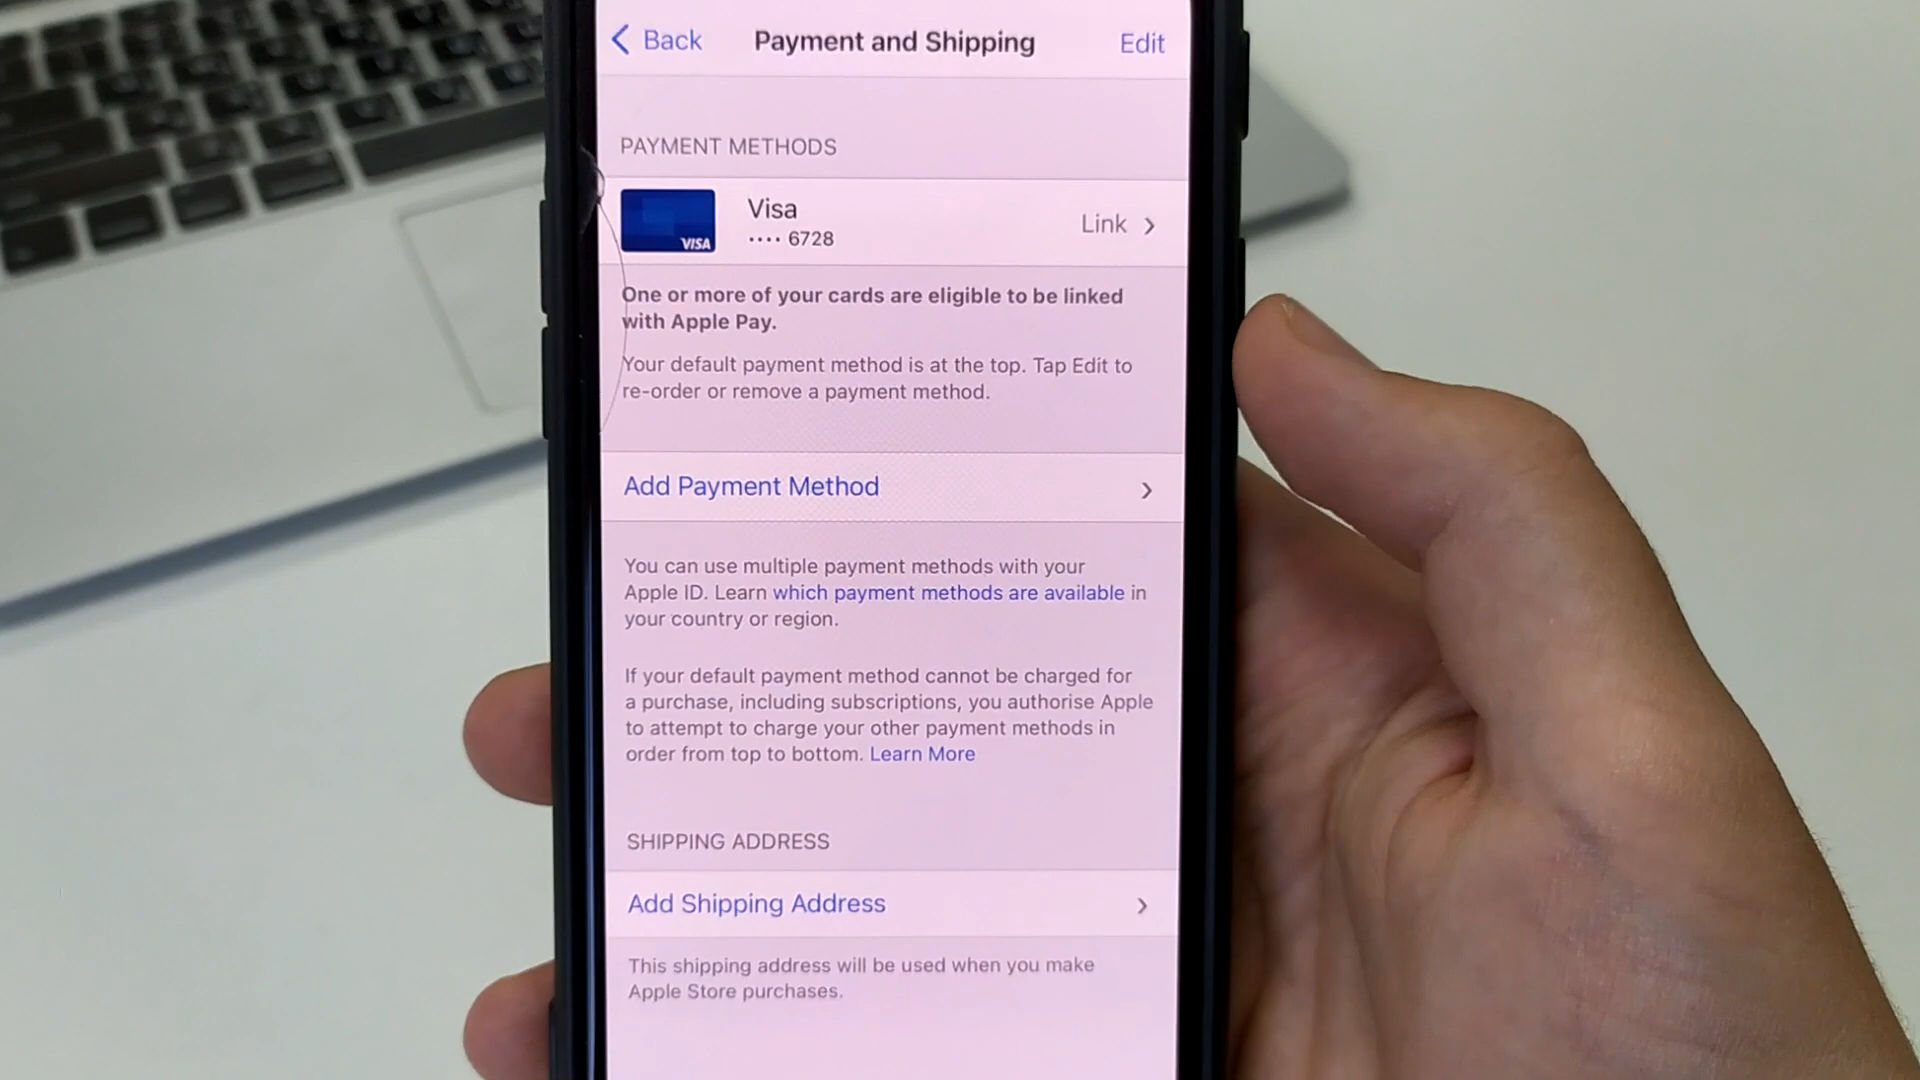 Back
Payment and Shipping
Edit
PAYMENT METHODS
VISA
Visa
•••• 6728
Link
One or more of your cards are eligible to be linked
with Apple Pay.
Your default payment method is at the top. Tap Edit to
re-order or remove a payment method.
Add Payment Method
You can use multiple payment methods with your
Apple ID. Learn which payment methods are available in
your country or region.
If your default payment method cannot be charged for
a purchase, including subscriptions, you authorise Apple
to attempt to charge your other payment methods in
order from top to bottom. Learn More
SHIPPING ADDRESS
Add Shipping Address
This shipping address will be used when you make
Apple Store purchases.